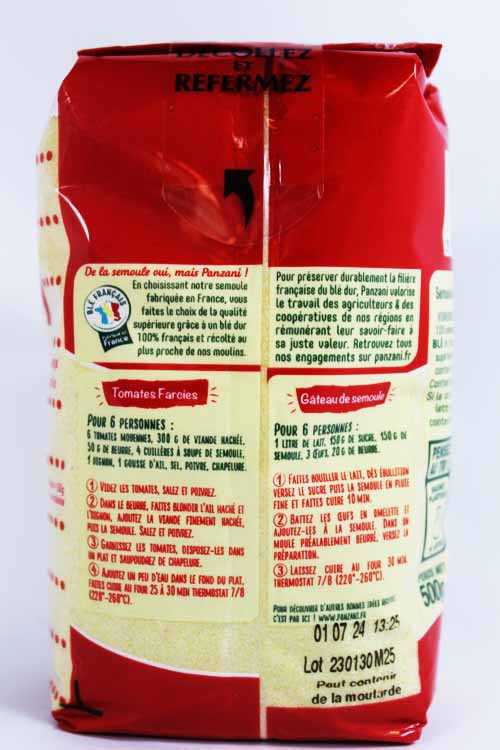 DÉCOLLEZ
ET
REFERMEZ
De la semoule oui, mais Panzani !
En choisissant notre semoule
fabriquée en France, vous
faites le choix de la qualité
supérieure grâce à un blé dur
100% français et récolté au
plus proche de nos moulins.
BLÉ FRANÇAIS
France
Pour préserver durablement la filière
française du blé dur, Panzani valorise
le travail des agriculteurs & des
coopératives de nos régions en
rémunérant leur savoir-faire à
sa juste valeur. Retrouvez tous
nos engagements sur panzani.fr
Tomates Farcies
POUR 6 PERSONNES :
6 TOMATES MOYENNES, 300 G DE VIANDE HACHÉE,
50 G DE BEURRE, 4 CUILLÈRES À SOUPE DE SEMOULE,
1 OIGNON, 1 GOUSSE D'AIL, SEL, POIVRE, CHAPELURE.
1 VIDEZ LES TOMATES, SALEZ ET POIVREZ.
2 DANS LE BEURRE, FAITES BLONDIR L'AIL HACHÉ ET
L'OIGNON, AJOUTEZ LA VIANDE FINEMENT HACHÉE,
PUIS LA SEMOULE. SALEZ ET POIVREZ.
3 GARNISSEZ LES TOMATES, DISPOSEZ-LES DANS
UN PLAT ET SAUPOUDREZ DE CHAPELURE.
4 AJOUTEZ UN PEU D'EAU DANS LE FOND DU PLAT,
FAITES CUIRE AU FOUR 25 À 30 MIN THERMOSTAT 7/8
(220°-260°C).
Gâteau de semoule
POUR 6 PERSONNES :
1 LITRE DE LAIT, 150 G DE SUCRE, 150 G DE
SEMOULE, 3 ŒUFS, 20 G DE BEURRE.
1 FAITES BOUILLIR LE LAIT, DÈS ÉBULLITION
VERSEZ LE SUCRE PUIS LA SEMOULE EN PLUIE
FINE ET FAITES CUIRE 10 MIN.
2 BATTEZ LES ŒUFS EN OMELETTE ET
AJOUTEZ-LES À LA SEMOULE. DANS UN
MOULE PRÉALABLEMENT BEURRÉ, VERSEZ LA
PRÉPARATION.
3 LAISSEZ CUIRE AU FOUR 30 MIN
THERMOSTAT 7/8 (220°-260°C).
POUR DÉCOUVRIR D'AUTRES BONNES IDÉES
C'EST PAR ICI ! WWW.PANZANI.FR
01 07 24 13:25
Lot 230130M25
Peut contenir
de la moutarde
500